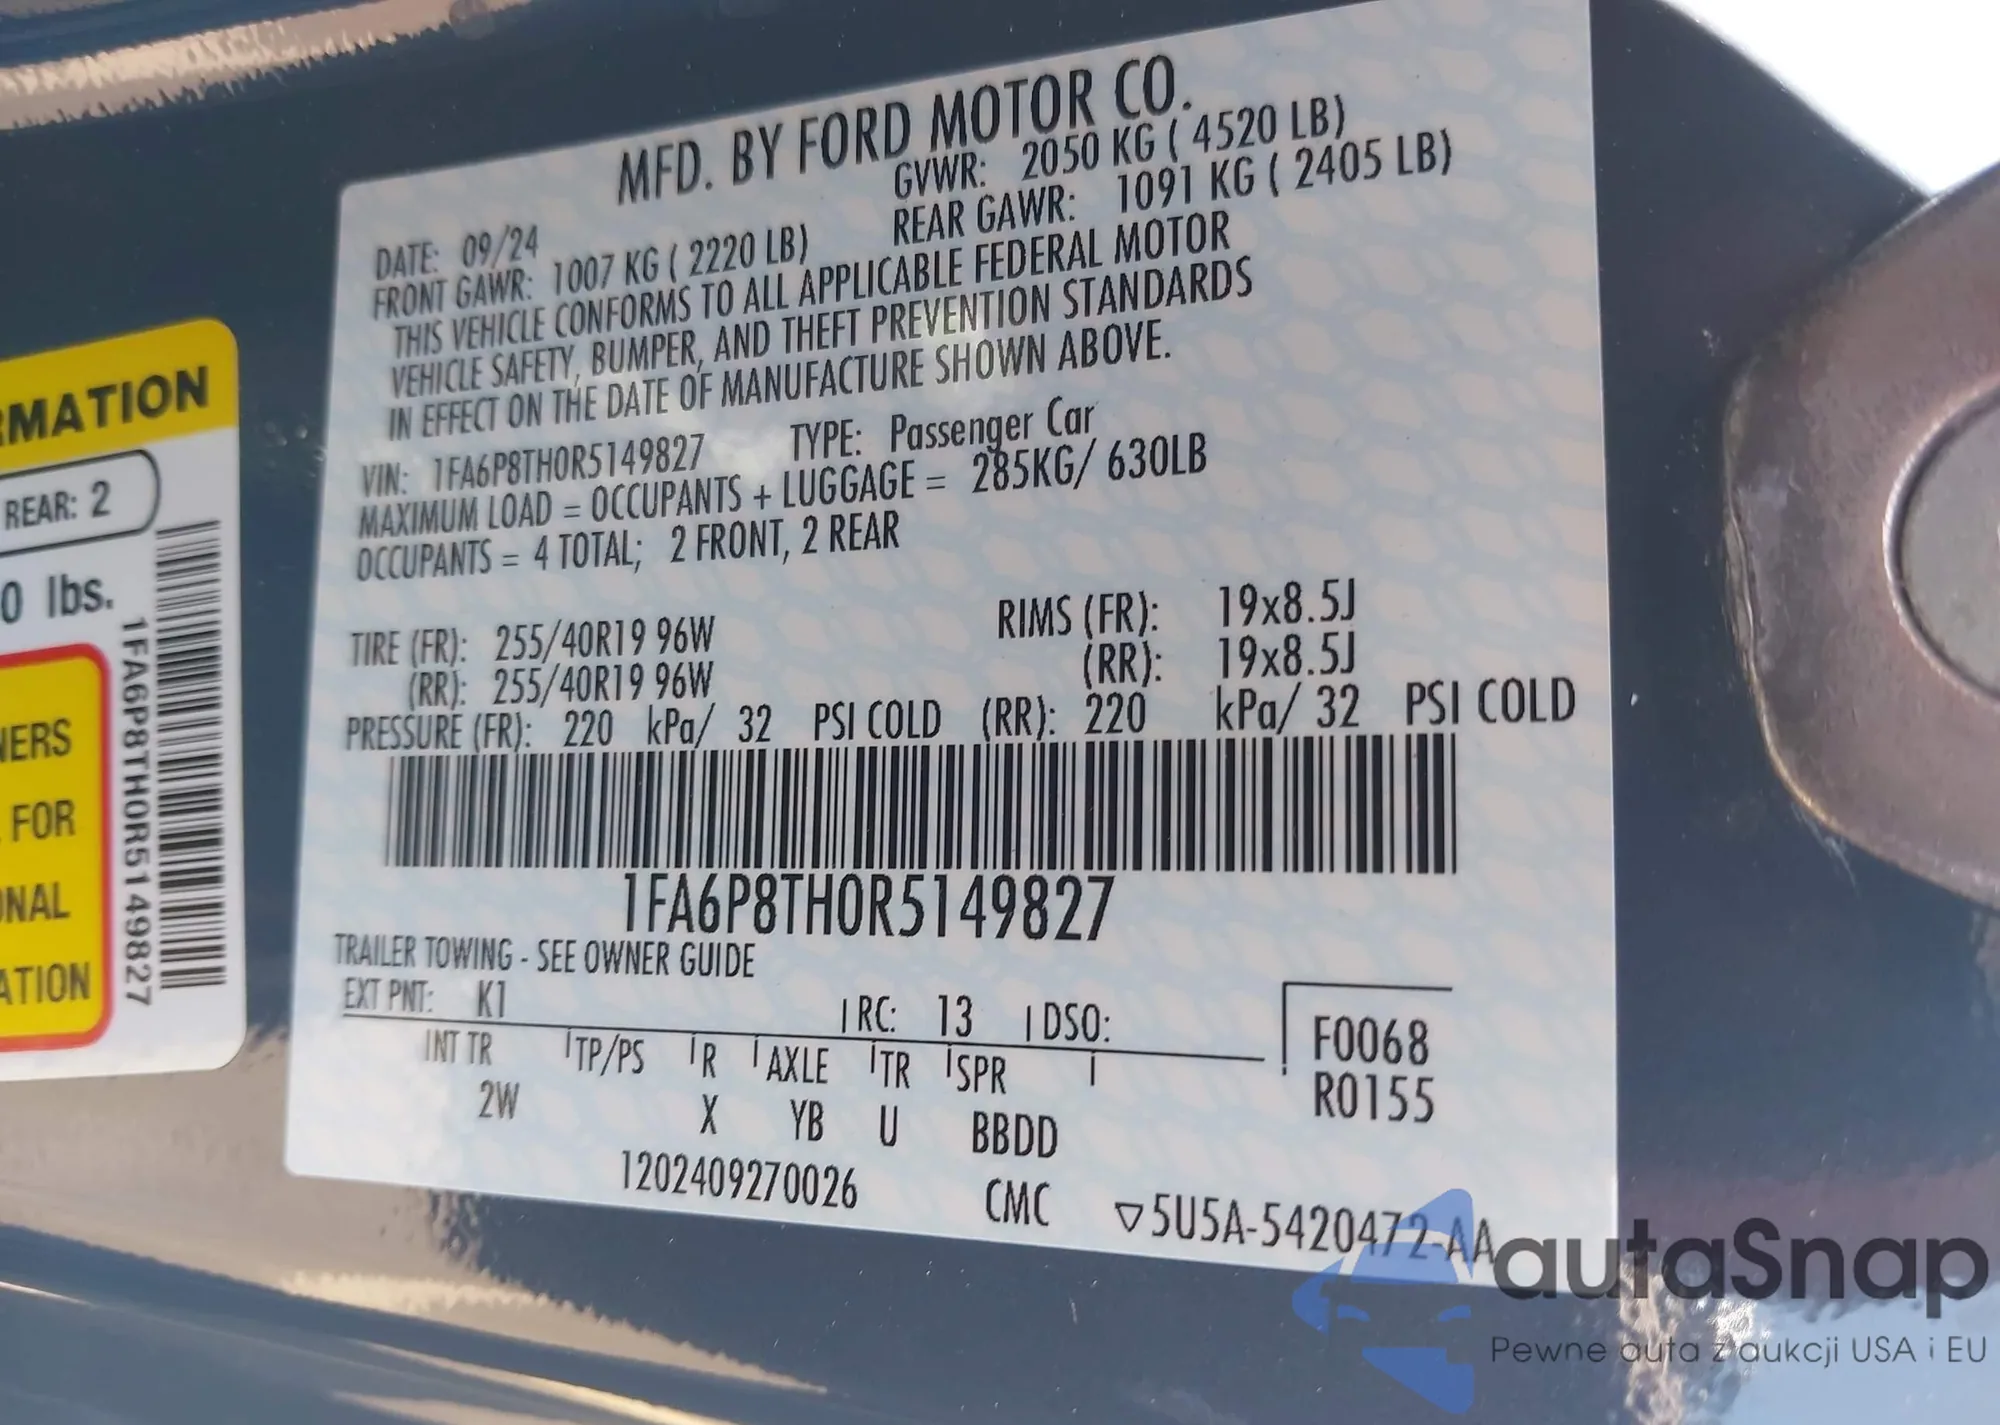 MFD. BY FORD MOTOR CO.
DATE: 09/24 GVWR: 2050 KG ( 4520 LB)
FRONT GAWR: 1007 KG ( 2220 LB) REAR GAWR: 1091 KG ( 2405 LB)
THIS VEHICLE CONFORMS TO ALL APPLICABLE FEDERAL MOTOR
VEHICLE SAFETY, BUMPER, AND THEFT PREVENTION STANDARDS
IN EFFECT ON THE DATE OF MANUFACTURE SHOWN ABOVE.
VIN: 1FA6P8TH0R5149827 TYPE: Passenger Car
MAXIMUM LOAD = OCCUPANTS + LUGGAGE = 285KG/ 630LB
OCCUPANTS = 4 TOTAL; 2 FRONT, 2 REAR
TIRE (FR): 255/40R19 96W RIMS (FR): 19x8.5J
(RR): 255/40R19 96W (RR): 19x8.5J
PRESSURE (FR): 220 kPa/ 32 PSI COLD (RR): 220 kPa/ 32 PSI COLD
1FA6P8TH0R5149827
TRAILER TOWING - SEE OWNER GUIDE
EXT PNT: K1 RC: 13 DSO:
INT TR TP/PS R AXLE TR SPR
2W X YB U BBDD
F0068
R0155
1202409270026 CMC ▽5U5A-5420472-AA
RMATION
REAR: 2
0 lbs.
NERS
FOR
ONAL
ATION
1FA6P8TH0R5149827
autaSnap
Pewne auta z aukcji USA i EU